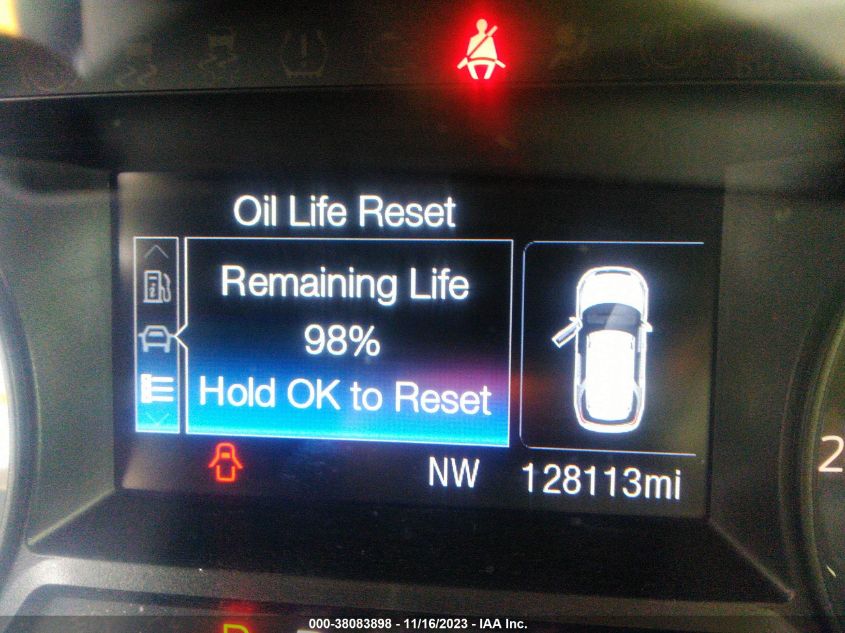 Oil Life Reset
Remaining Life
98%
Hold OK to Reset
NW 128113mi
2
000-38083898 - 11/16/2023 - IAA Inc.